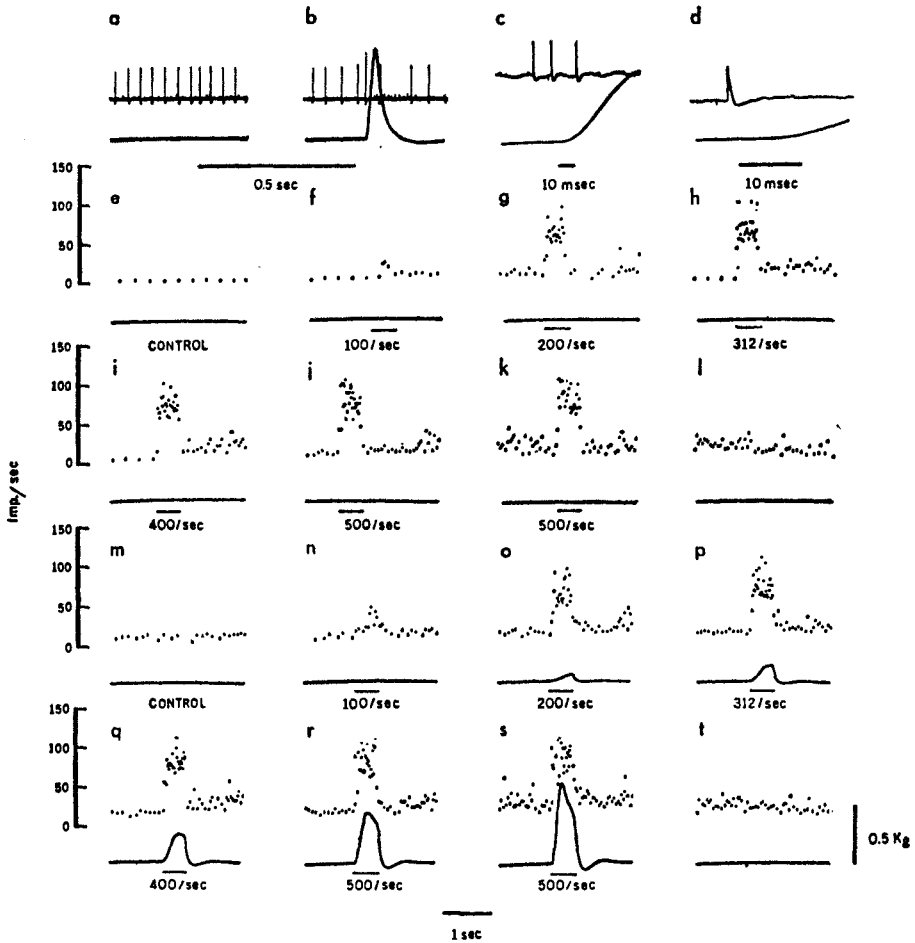 a b c d
0.5 sec 10 msec 10 msec
150
100
50
0
e f g h
CONTROL 100/sec 200/sec 312/sec
150
100
50
0
i j k l
400/sec 500/sec 500/sec
Imp./sec
150
100
50
0
m n o p
CONTROL 100/sec 200/sec 312/sec
150
100
50
0
q r s t
0.5 Kg
400/sec 500/sec 500/sec
1 sec